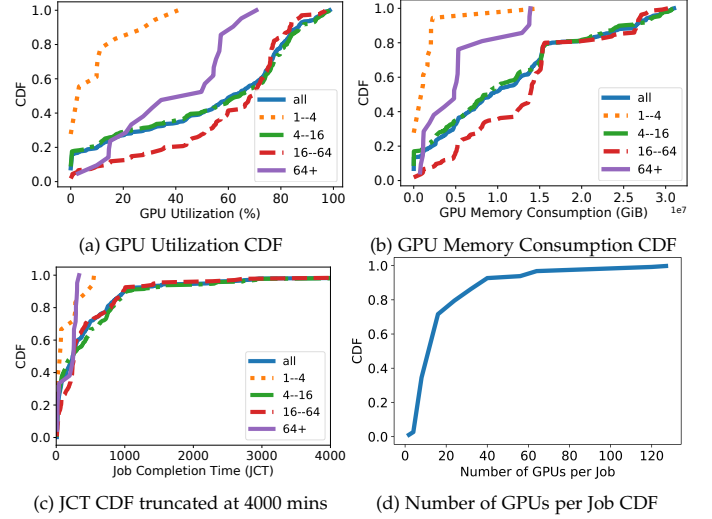 1.0
0.8
0.6
0.4
0.2
0.0
CDF
0 20 40 60 80 100
GPU Utilization (%)
all
1--4
4--16
16--64
64+
(a) GPU Utilization CDF
1.0
0.8
0.6
0.4
0.2
0.0
CDF
0.0 0.5 1.0 1.5 2.0 2.5 3.0
GPU Memory Consumption (GiB)
1e7
all
1--4
4--16
16--64
64+
(b) GPU Memory Consumption CDF
1.0
0.8
0.6
0.4
0.2
0.0
CDF
0 1000 2000 3000 4000
Job Completion Time (JCT)
all
1--4
4--16
16--64
64+
(c) JCT CDF truncated at 4000 mins
1.0
0.8
0.6
0.4
0.2
0.0
CDF
0 20 40 60 80 100 120
Number of GPUs per Job
(d) Number of GPUs per Job CDF